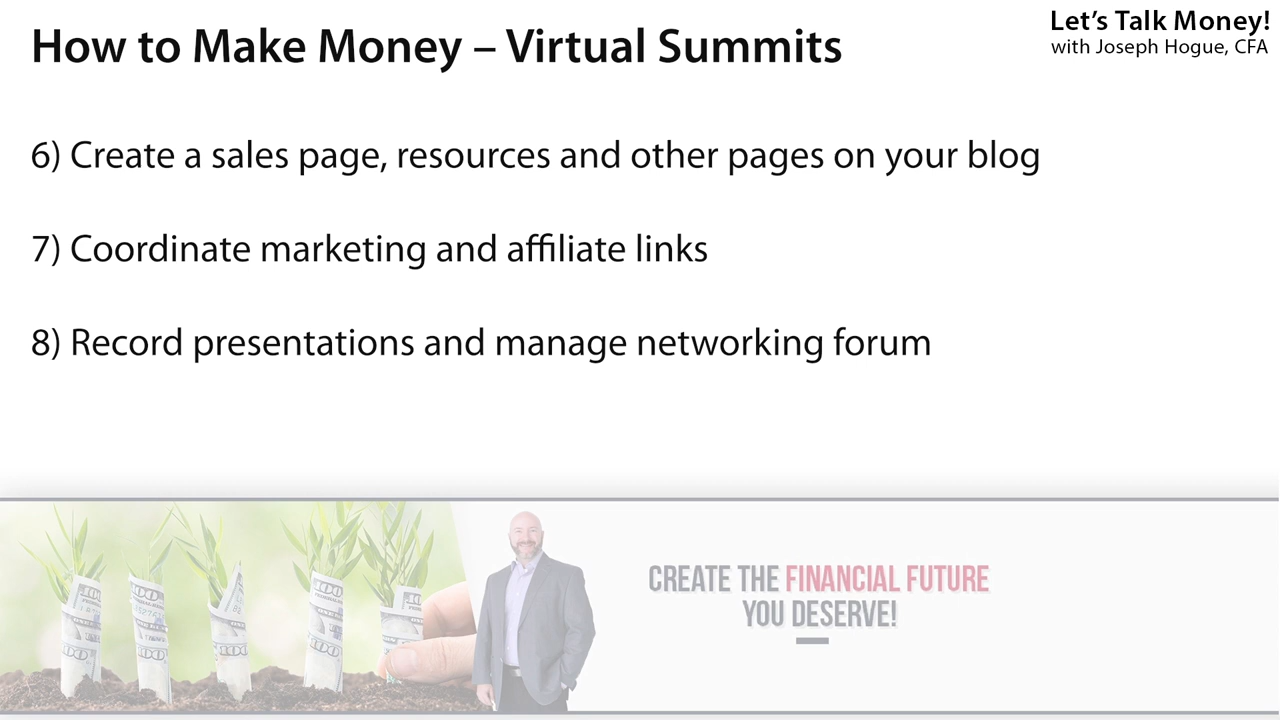 How to Make Money – Virtual Summits
Let's Talk Money!
with Joseph Hogue, CFA
6) Create a sales page, resources and other pages on your blog
7) Coordinate marketing and affiliate links
8) Record presentations and manage networking forum
CREATE THE FINANCIAL FUTURE
YOU DESERVE!